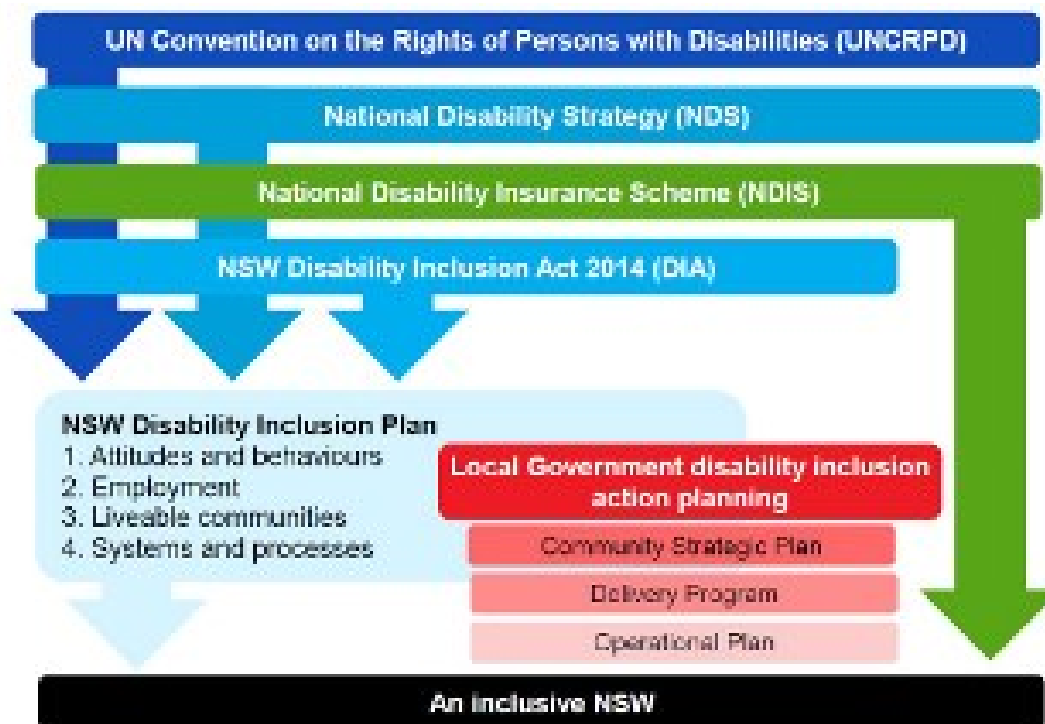 UN Convention on the Rights of Persons with Disabilities (UNCRPD)
National Disability Strategy (NDS)
National Disability Insurance Scheme (NDIS)
NSW Disability Inclusion Act 2014 (DIA)
NSW Disability Inclusion Plan
1. Attitudes and behaviours
2. Employment
3. Liveable communities
4. Systems and processes
Local Government disability inclusion
action planning
Community Strategic Plan
Delivery Program
Operational Plan
An inclusive NSW